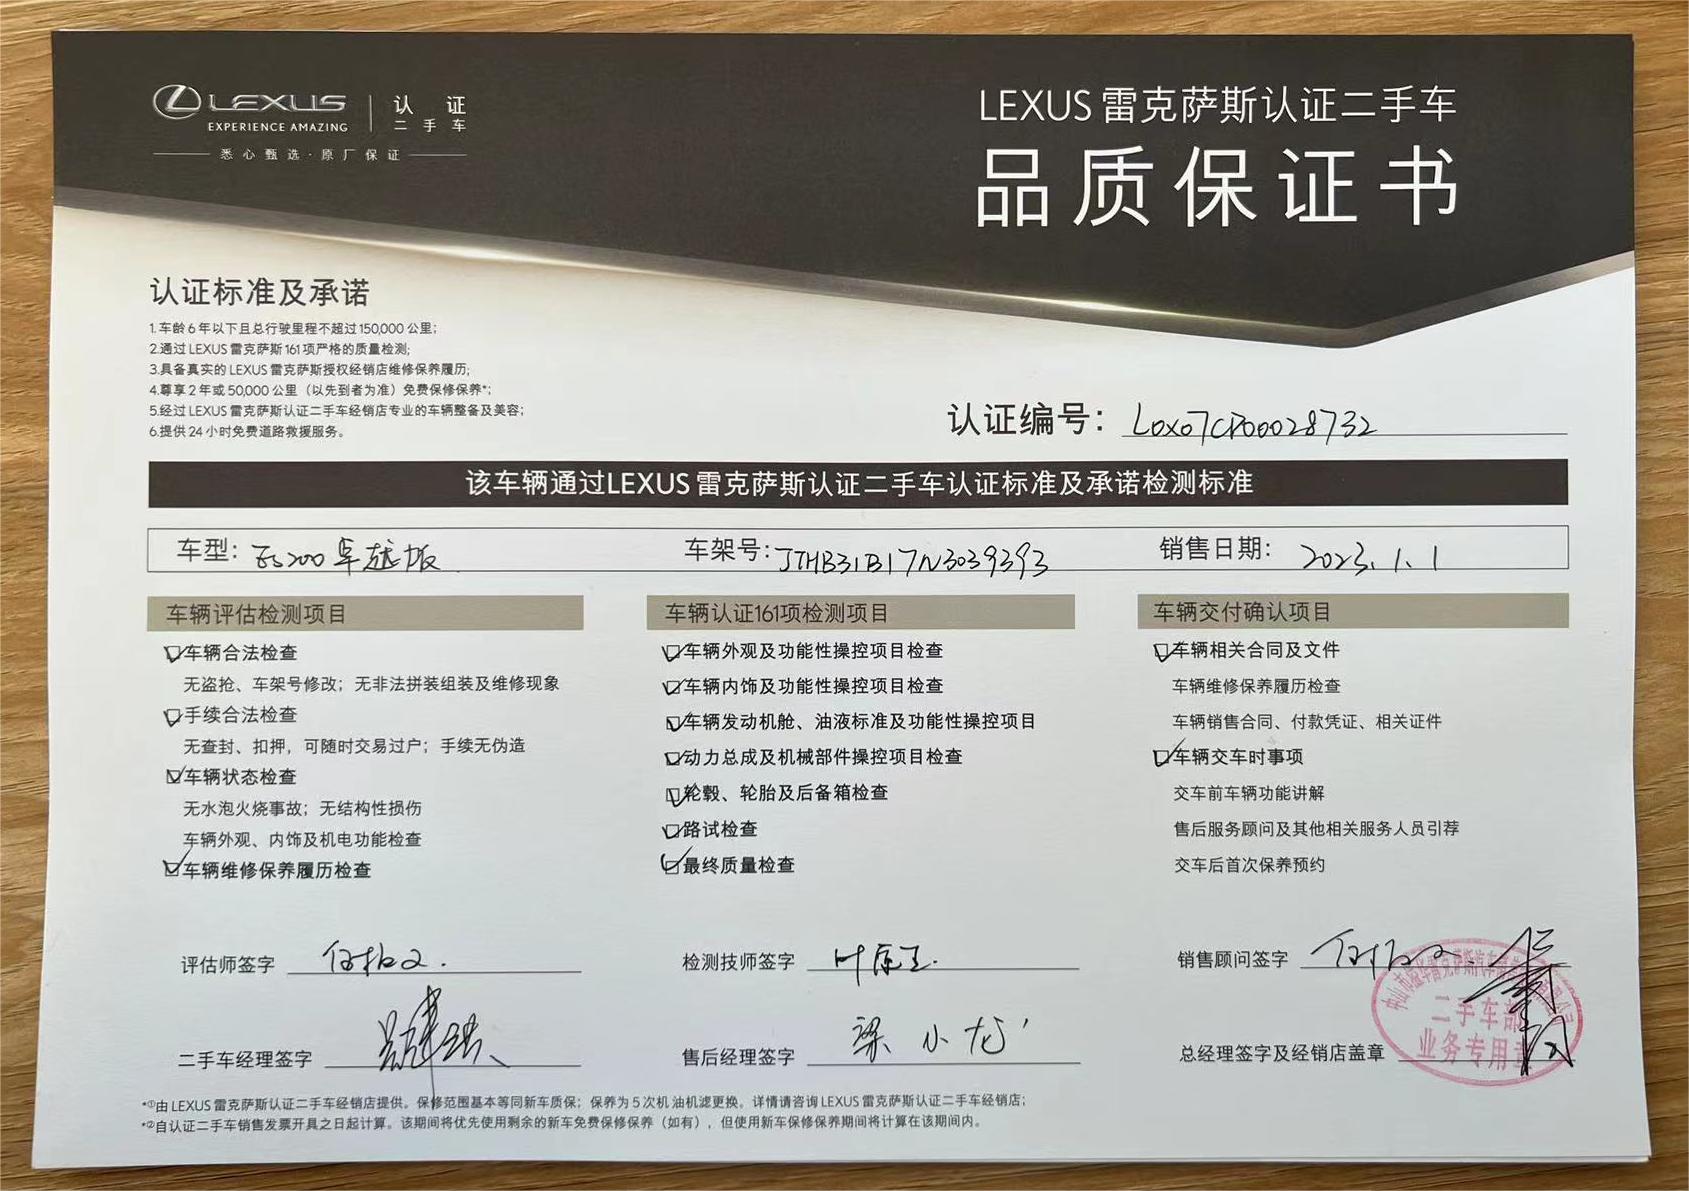 LEXUS
EXPERIENCE AMAZING
认证
二手车
悉心甄选·原厂保证
LEXUS 雷克萨斯认证二手车
品质保证书
认证标准及承诺
1.车龄6年以下且总行驶里程不超过150,000公里；
2.通过LEXUS雷克萨斯161项严格的质量检测；
3.具备真实的LEXUS雷克萨斯授权经销店维修保养履历；
4.尊享2年或50,000公里（以先到者为准）免费保修保养*；
5.经过LEXUS雷克萨斯认证二手车经销店专业的车辆整备及美容；
6.提供24小时免费道路救援服务。
认证编号：
该车辆通过LEXUS雷克萨斯认证二手车认证标准及承诺检测标准
车型：ES200 卓越版 车架号：JTHB31B17N3039393 销售日期：2023.1.1
车辆评估检测项目
车辆合法检查
无盗抢、车架号修改；无非法拼装组装及维修现象
手续合法检查
无查封、扣押，可随时交易过户；手续无伪造
车辆状态检查
无水泡火烧事故；无结构性损伤
车辆外观、内饰及机电功能检查
车辆维修保养履历检查
车辆认证161项检测项目
车辆外观及功能性操控项目检查
车辆内饰及功能性操控项目检查
车辆发动机舱、油液标准及功能性操控项目
动力总成及机械部件操控项目检查
轮毂、轮胎及后备箱检查
路试检查
最终质量检查
车辆交付确认项目
车辆相关合同及文件
车辆维修保养履历检查
车辆销售合同、付款凭证、相关证件
车辆交车时事项
交车前车辆功能讲解
售后服务顾问及其他相关服务人员引荐
交车后首次保养预约
评估师签字
检测技师签字
销售顾问签字
二手车经理签字
售后经理签字 梁小龙
总经理签字及经销店盖章
二手车部
业务专用章
*①由LEXUS雷克萨斯认证二手车经销店提供。保修范围基本等同新车质保；保养为5次机油机滤更换。详情请咨询LEXUS雷克萨斯认证二手车经销店；
*②自认证二手车销售发票开具之日起计算。该期间将优先使用剩余的新车免费保修保养（如有），但使用新车保修保养期间将计算在该期间内。